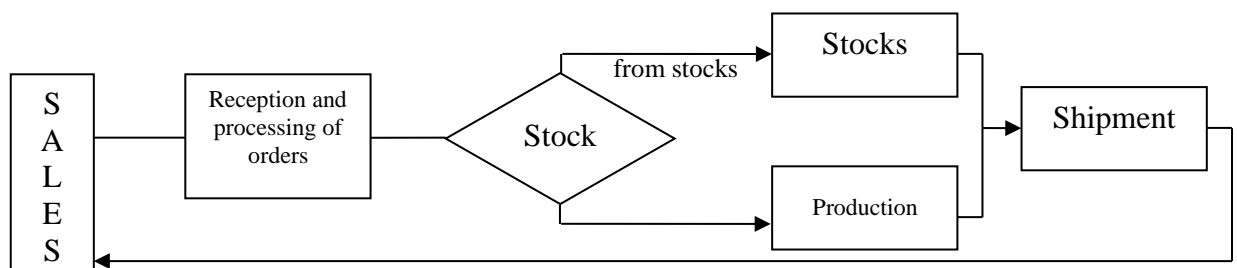 S
A
L
E
S
Reception and
processing of
orders
Stock
from stocks
Stocks
Production
Shipment